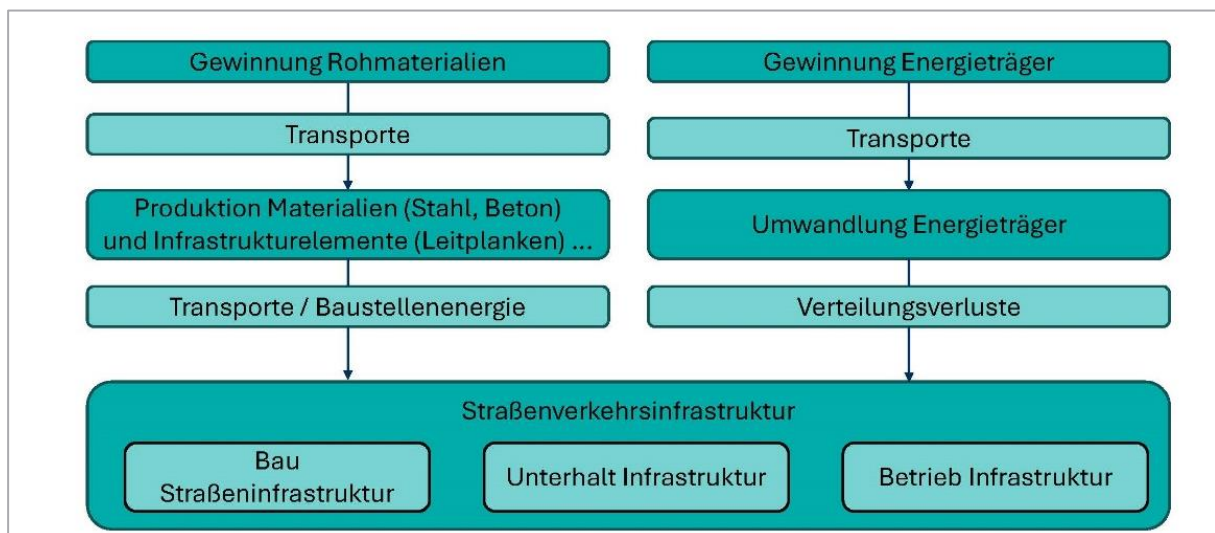 Gewinnung Rohmaterialien
Transporte
Produktion Materialien (Stahl, Beton)
und Infrastrukturelemente (Leitplanken) ...
Transporte / Baustellenenergie
Gewinnung Energieträger
Transporte
Umwandlung Energieträger
Verteilungsverluste
Straßenverkehrsinfrastruktur
Bau
Straßeninfrastruktur
Unterhalt Infrastruktur
Betrieb Infrastruktur